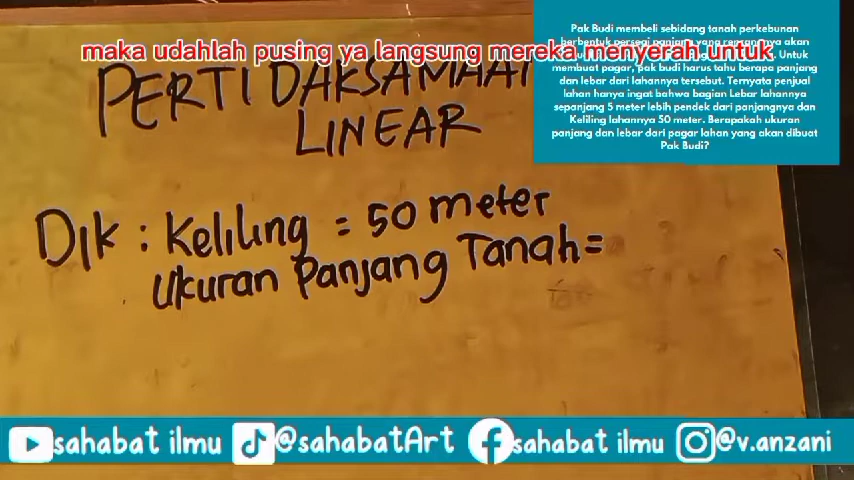 Pak Budi membeli sebidang tanah perkebunan
berbentuk persegi panjang yang rencananya akan
Untuk
maka udahlah pusing ya langsung mereka menyerah untuk
membuat pagar, pak budi harus tahu berapa panjang
dan lebar dari lahannya tersebut. Ternyata penjual
lahan hanya ingat bahwa bagian Lebar lahannya
sepanjang 5 meter lebih pendek dari panjangnya dan
Keliling lahannya 50 meter. Berapakah ukuran
panjang dan lebar dari pagar lahan yang akan dibuat
Pak Budi?
PERTIDAKSAMAAN
LINEAR
Dik : Keliling = 50 meter
Ukuran Panjang Tanah=
sahabat ilmu @sahabatArt sahabat ilmu @v.anzani